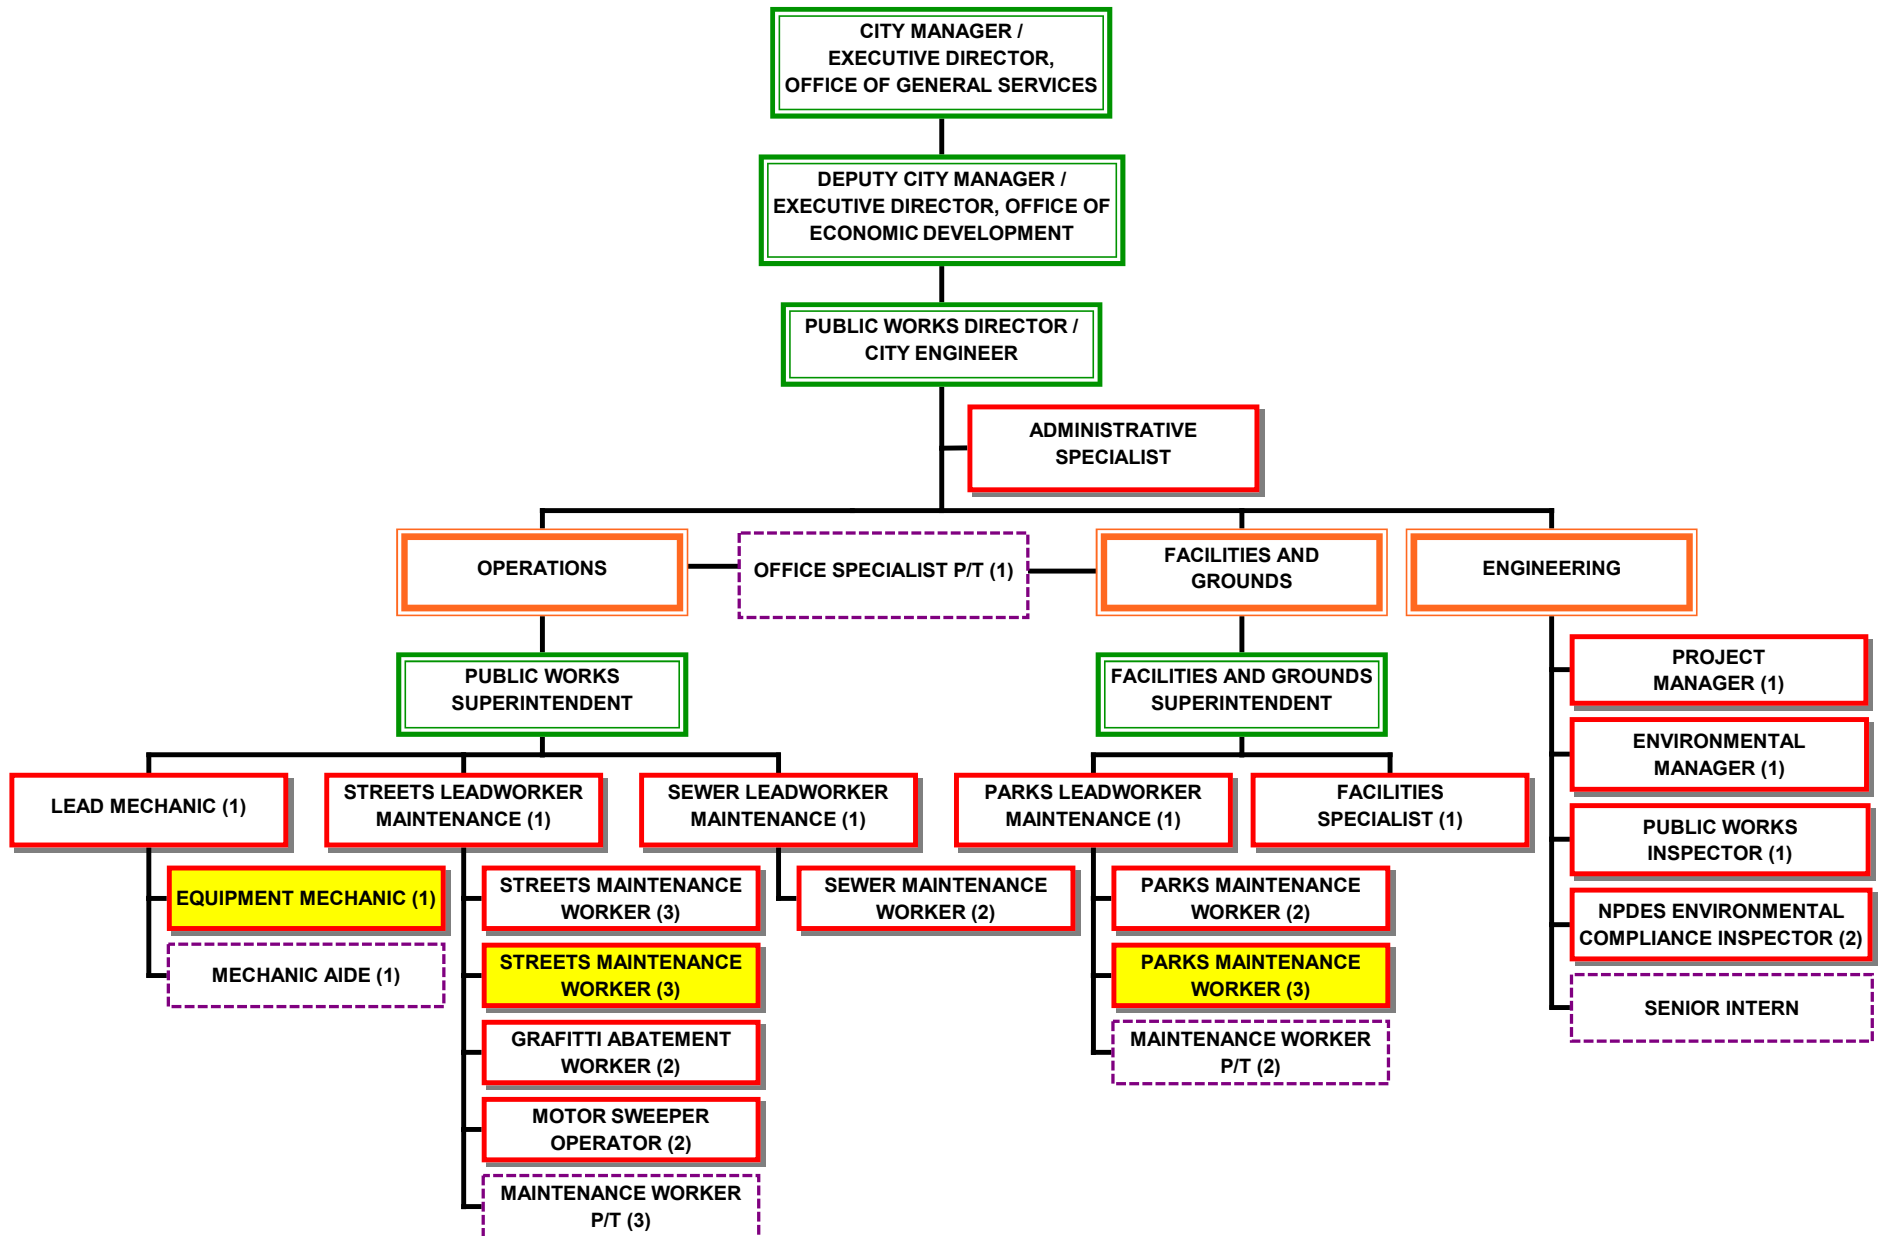 CITY MANAGER /
EXECUTIVE DIRECTOR,
OFFICE OF GENERAL SERVICES
DEPUTY CITY MANAGER /
EXECUTIVE DIRECTOR, OFFICE OF
ECONOMIC DEVELOPMENT
PUBLIC WORKS DIRECTOR /
CITY ENGINEER
ADMINISTRATIVE
SPECIALIST
OPERATIONS
OFFICE SPECIALIST P/T (1)
FACILITIES AND
GROUNDS
ENGINEERING
PUBLIC WORKS
SUPERINTENDENT
FACILITIES AND GROUNDS
SUPERINTENDENT
LEAD MECHANIC (1)
STREETS LEADWORKER
MAINTENANCE (1)
SEWER LEADWORKER
MAINTENANCE (1)
PARKS LEADWORKER
MAINTENANCE (1)
FACILITIES
SPECIALIST (1)
EQUIPMENT MECHANIC (1)
MECHANIC AIDE (1)
STREETS MAINTENANCE
WORKER (3)
STREETS MAINTENANCE
WORKER (3)
GRAFITTI ABATEMENT
WORKER (2)
MOTOR SWEEPER
OPERATOR (2)
MAINTENANCE WORKER
P/T (3)
SEWER MAINTENANCE
WORKER (2)
PARKS MAINTENANCE
WORKER (2)
PARKS MAINTENANCE
WORKER (3)
MAINTENANCE WORKER
P/T (2)
PROJECT
MANAGER (1)
ENVIRONMENTAL
MANAGER (1)
PUBLIC WORKS
INSPECTOR (1)
NPDES ENVIRONMENTAL
COMPLIANCE INSPECTOR (2)
SENIOR INTERN